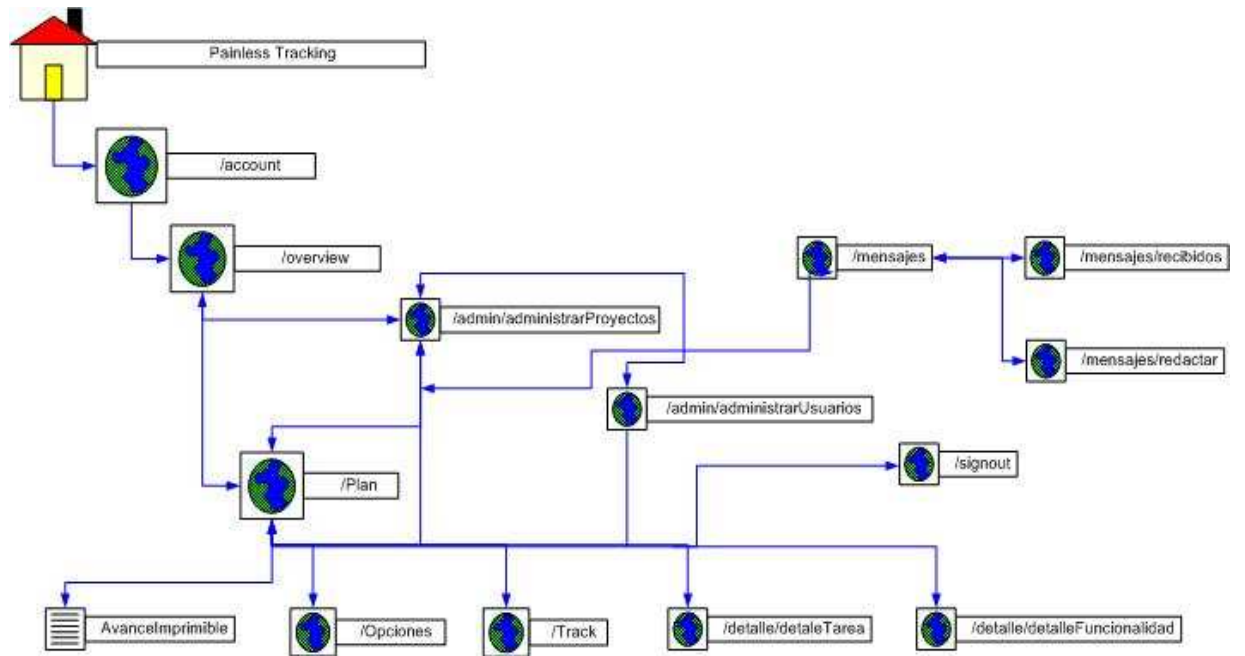 Painless Tracking
/account
/overview
/mensajes
/mensajes/recibidos
/admin/administrarProyectos
/mensajes/redactar
/admin/administrarUsuarios
/signout
/Plan
AvanceImprimible
/Opciones
/Track
/detalle/detaleTarea
/detalle/detalleFuncionalidad